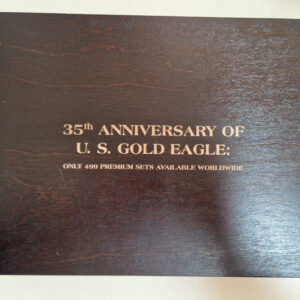 35th ANNIVERSARY OF
U. S. GOLD EAGLE:
ONLY 499 PREMIUM SETS AVAILABLE WORLDWIDE